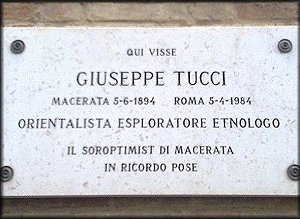 QUI VISSE
GIUSEPPE TUCCI
MACERATA 5-6-1894 ROMA 5-4-1984
ORIENTALISTA ESPLORATORE ETNOLOGO
IL SOROPTIMIST DI MACERATA
IN RICORDO POSE